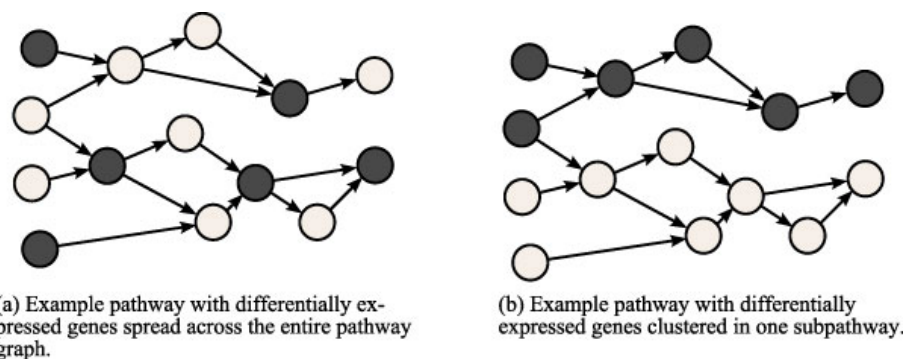 (a) Example pathway with differentially ex-
pressed genes spread across the entire pathway
graph.
(b) Example pathway with differentially
expressed genes clustered in one subpathway.